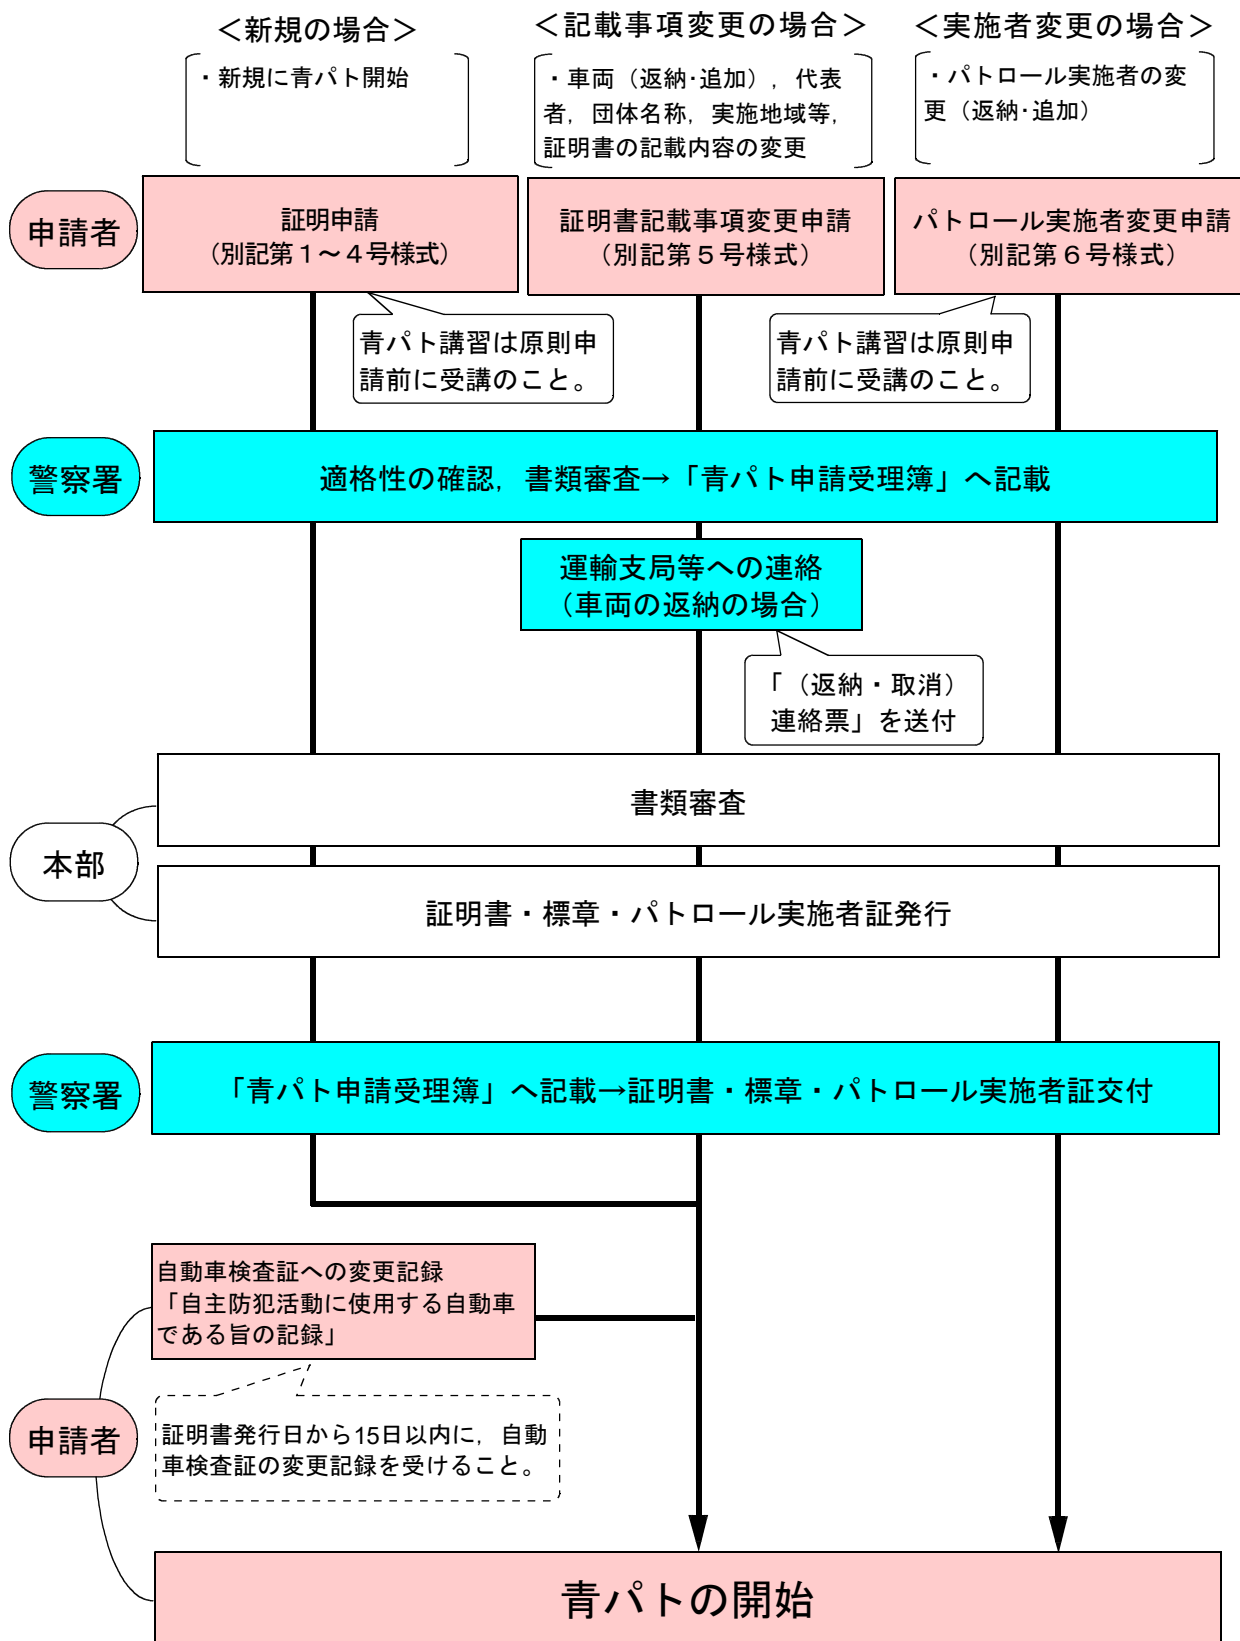 ＜新規の場合＞
・新規に青パト開始
＜記載事項変更の場合＞
・車両（返納･追加），代表
者，団体名称，実施地域等，
証明書の記載内容の変更
＜実施者変更の場合＞
・パトロール実施者の変
更（返納･追加）
申請者
証明申請
（別記第１～４号様式）
証明書記載事項変更申請
（別記第５号様式）
パトロール実施者変更申請
（別記第６号様式）
青パト講習は原則申
請前に受講のこと。
青パト講習は原則申
請前に受講のこと。
警察署
適格性の確認，書類審査→「青パト申請受理簿」へ記載
運輸支局等への連絡
（車両の返納の場合）
「（返納・取消）
連絡票」を送付
本部
書類審査
証明書・標章・パトロール実施者証発行
警察署
「青パト申請受理簿」へ記載→証明書・標章・パトロール実施者証交付
自動車検査証への変更記録
「自主防犯活動に使用する自動車
である旨の記録」
申請者
証明書発行日から15日以内に，自動
車検査証の変更記録を受けること。
青パトの開始